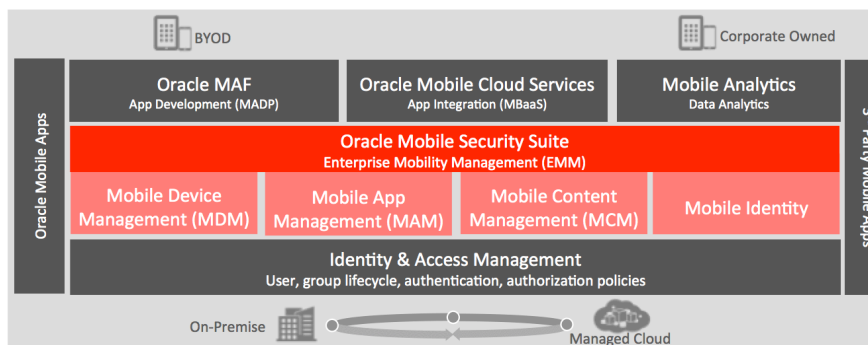 BYOD
Corporate Owned
Oracle Mobile Apps
Oracle MAF
App Development (MADP)
Oracle Mobile Cloud Services
App Integration (MBaaS)
Mobile Analytics
Data Analytics
Oracle Mobile Security Suite
Enterprise Mobility Management (EMM)
Mobile Device
Management (MDM)
Mobile App
Management (MAM)
Mobile Content
Management (MCM)
Mobile Identity
Identity & Access Management
User, group lifecycle, authentication, authorization policies
Party Mobile Apps
On-Premise
Managed Cloud